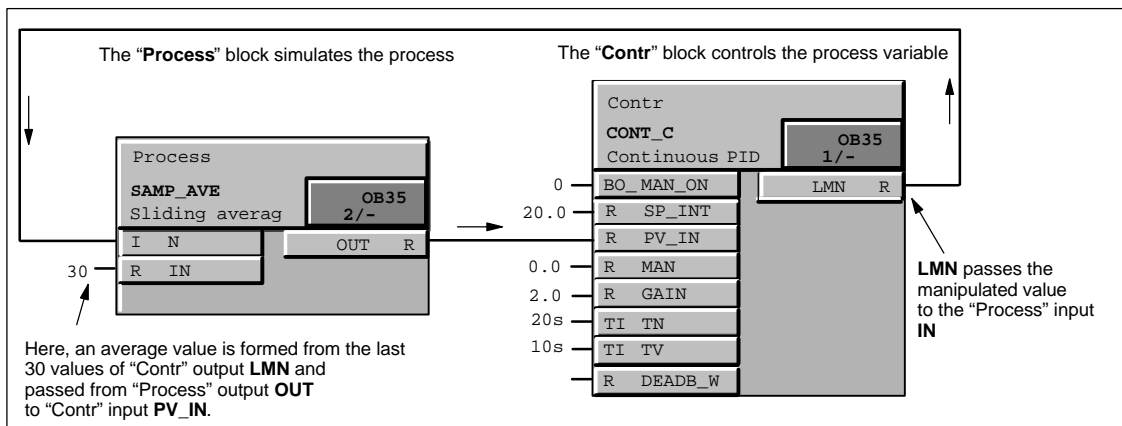 The “Process” block simulates the process
The “Contr” block controls the process variable
Process
SAMP_AVE
Sliding averag
OB35
2/-
I N
OUT R
30
R IN
Here, an average value is formed from the last
30 values of “Contr” output LMN and
passed from “Process” output OUT
to “Contr” input PV_IN.
Contr
CONT_C
Continuous PID
OB35
1/-
0
BO_ MAN_ON
LMN R
20.0
R SP_INT
R PV_IN
0.0
R MAN
2.0
R GAIN
20s
TI TN
10s
TI TV
R DEADB_W
LMN passes the
manipulated value
to the “Process” input
IN